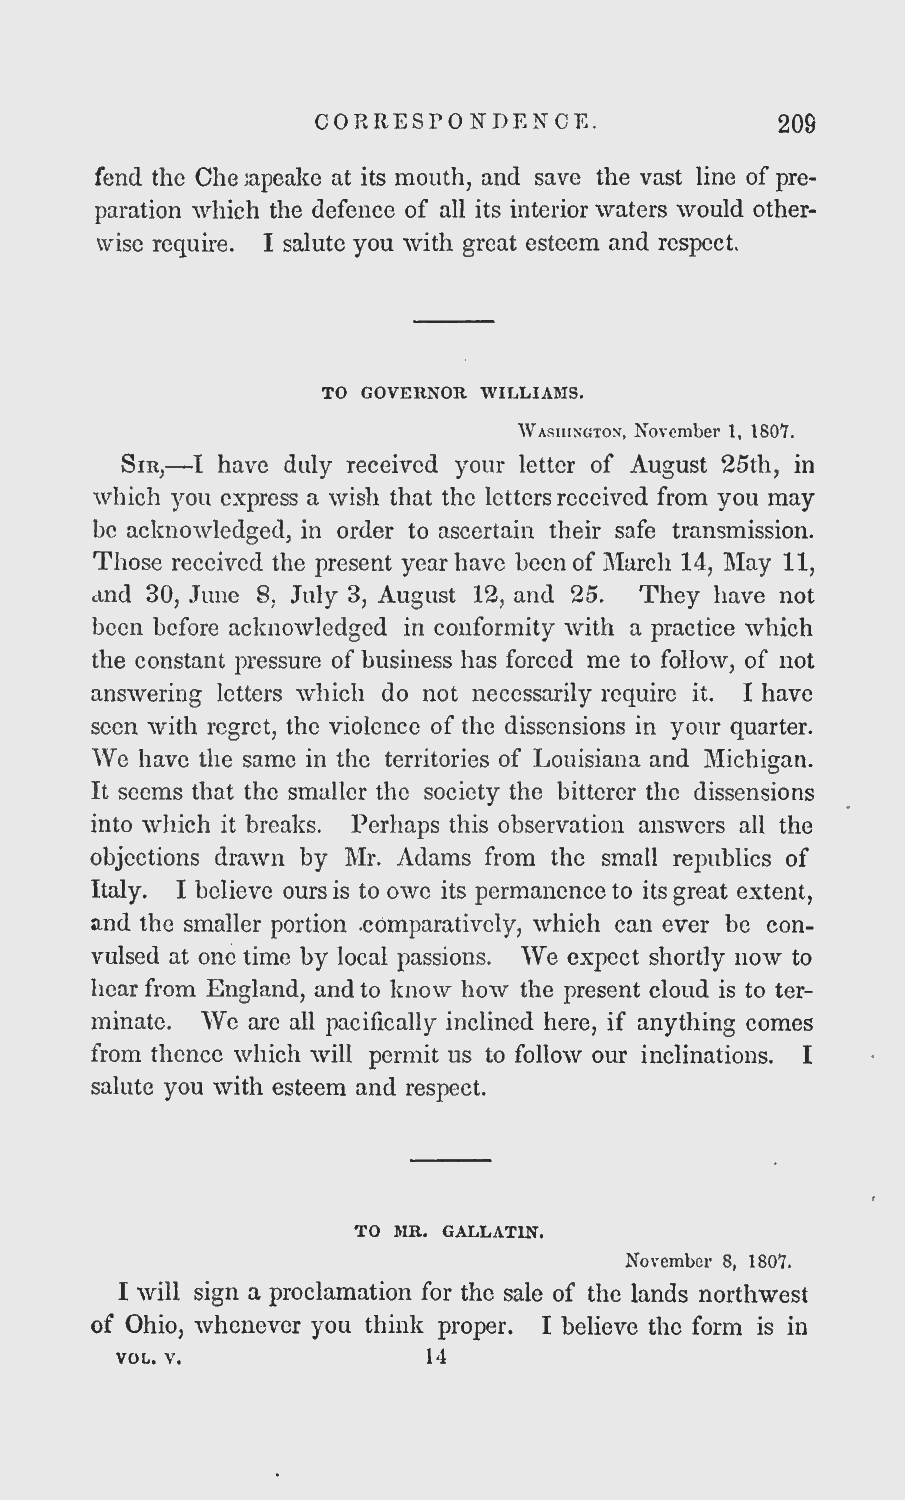 CORRESPONDENCE. 209
fend the Chesapeake at its mouth, and save the vast line of pre-
paration which the defence of all its interior waters would other-
wise require. I salute you with great esteem and respect.
TO GOVERNOR WILLIAMS.
WASHINGTON, November 1, 1807.
SIR,—I have duly received your letter of August 25th, in
which you express a wish that the letters received from you may
be acknowledged, in order to ascertain their safe transmission.
Those received the present year have been of March 14, May 11,
and 30, June 8, July 3, August 12, and 25. They have not
been before acknowledged in conformity with a practice which
the constant pressure of business has forced me to follow, of not
answering letters which do not necessarily require it. I have
seen with regret, the violence of the dissensions in your quarter.
We have the same in the territories of Louisiana and Michigan.
It seems that the smaller the society the bitterer the dissensions
into which it breaks. Perhaps this observation answers all the
objections drawn by Mr. Adams from the small republics of
Italy. I believe ours is to owe its permanence to its great extent,
and the smaller portion comparatively, which can ever be con-
vulsed at one time by local passions. We expect shortly now to
hear from England, and to know how the present cloud is to ter-
minate. We are all pacifically inclined here, if anything comes
from thence which will permit us to follow our inclinations. I
salute you with esteem and respect.
TO MR. GALLATIN.
November 8, 1807.
I will sign a proclamation for the sale of the lands northwest
of Ohio, whenever you think proper. I believe the form is in
VOL. V. 14